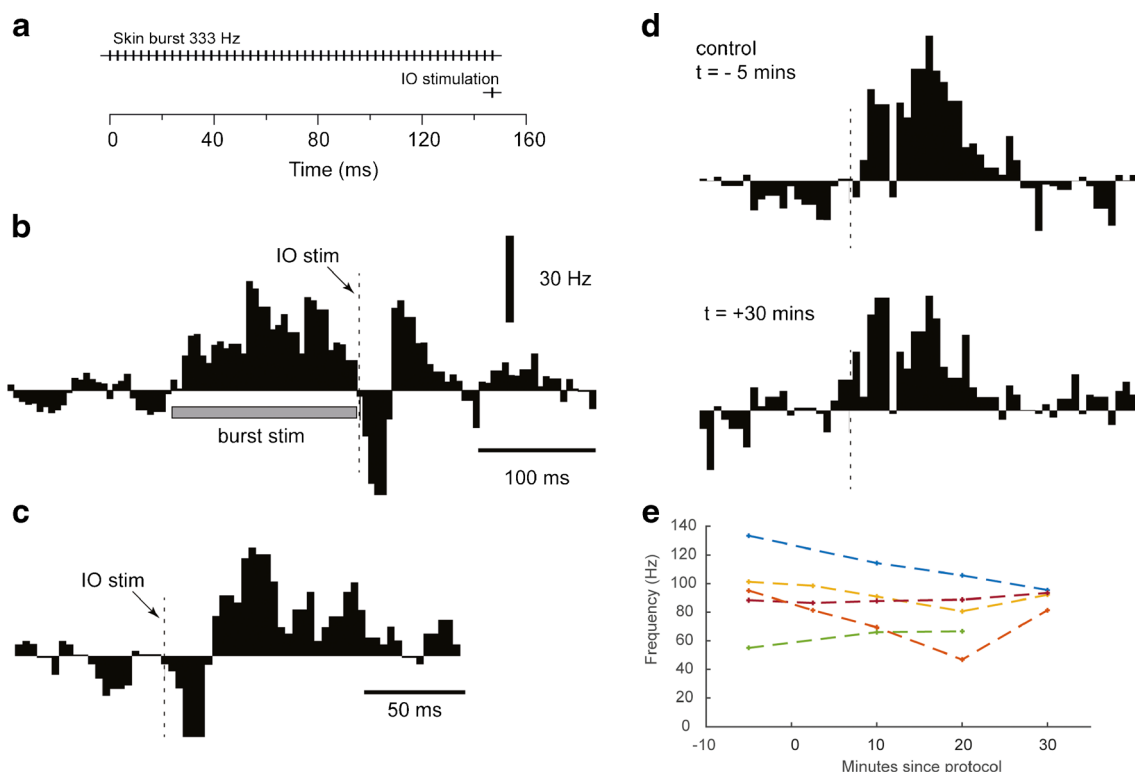 a
Skin burst 333 Hz
IO stimulation
0 40 80 120 160
Time (ms)
b
IO stim
30 Hz
burst stim
100 ms
c
IO stim
50 ms
d
control
t = - 5 mins
t = +30 mins
e
140
120
100
80
60
40
20
0
Frequency (Hz)
-10 0 10 20 30
Minutes since protocol